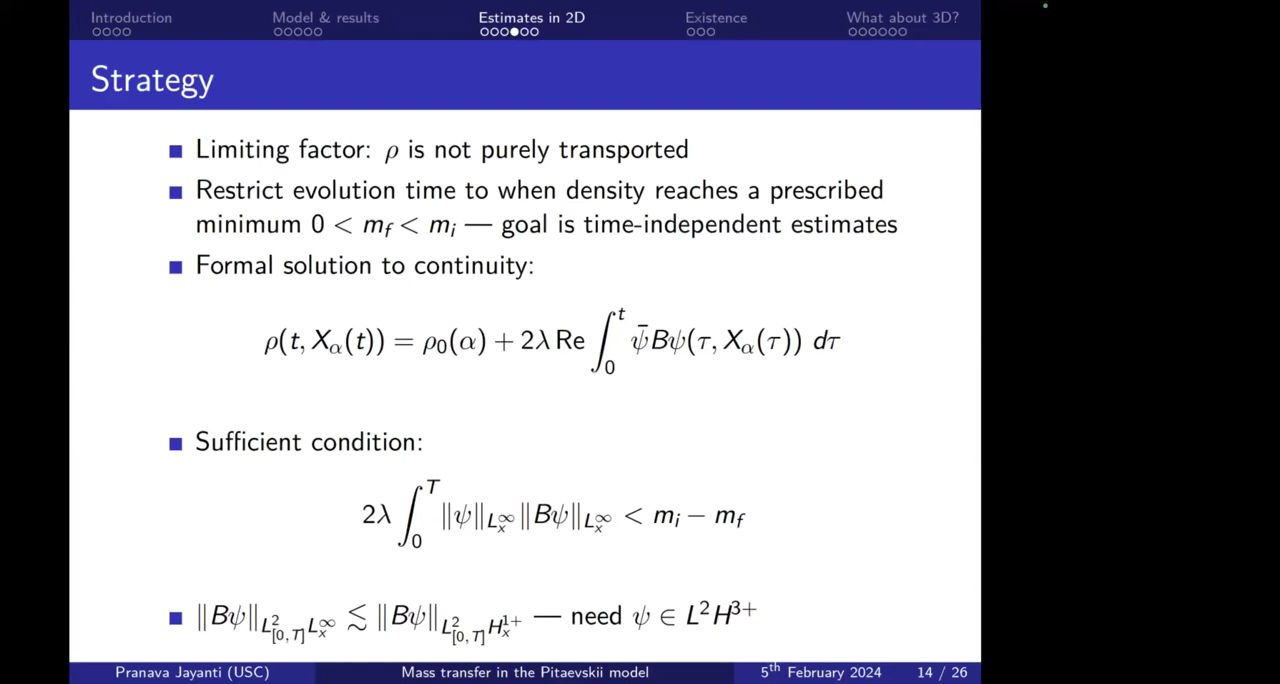 Introduction Model & results Estimates in 2D Existence What about 3D?
Strategy
Limiting factor: ρ is not purely transported
Restrict evolution time to when density reaches a prescribed
minimum 0 < m_f < m_i — goal is time-independent estimates
Formal solution to continuity:
ρ(t, X_α(t)) = ρ_0(α) + 2λ Re ∫_0^t ψ̄Bψ(τ, X_α(τ)) dτ
Sufficient condition:
2λ ∫_0^T ‖ψ‖_{L_x^∞} ‖Bψ‖_{L_x^∞} < m_i − m_f
‖Bψ‖_{L^2_{[0,T]} L_x^∞} ≲ ‖Bψ‖_{L^2_{[0,T]} H_x^{1+}} — need ψ ∈ L^2H^{3+}
Pranava Jayanti (USC) Mass transfer in the Pitaevskii model 5th February 2024 14 / 26